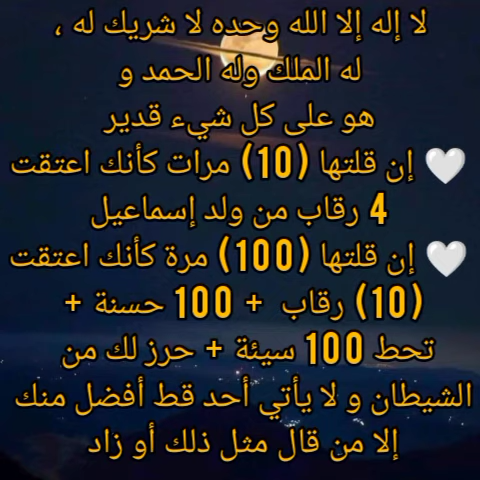 لا إله إلا الله وحده لا شريك له ،
له الملك وله الحمد و
هو على كل شيء قدير
🤍 إن قلتها (10) مرات كأنك اعتقت
4 رقاب من ولد إسماعيل
🤍 إن قلتها (100) مرة كأنك اعتقت
(10) رقاب + 100 حسنة +
تحط 100 سيئة + حرز لك من
الشيطان و لا يأتي أحد قط أفضل منك
إلا من قال مثل ذلك أو زاد